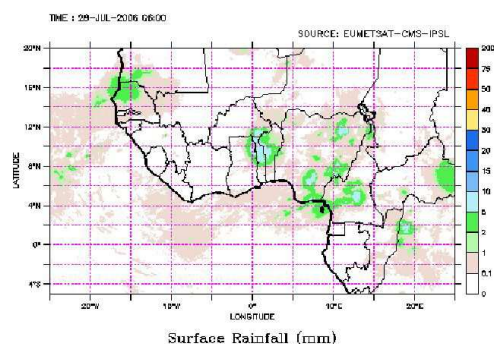 TIME : 29-JUL-2006 06:00
SOURCE: EUMETSAT-CMS-IPSL
20°N
16°N
12°N
8°N
4°N
0°
4°S
LATITUDE
20°W
10°W
0°
10°E
20°E
LONGITUDE
200
75
50
40
30
20
15
10
5
2
1
0.1
0
Surface Rainfall (mm)